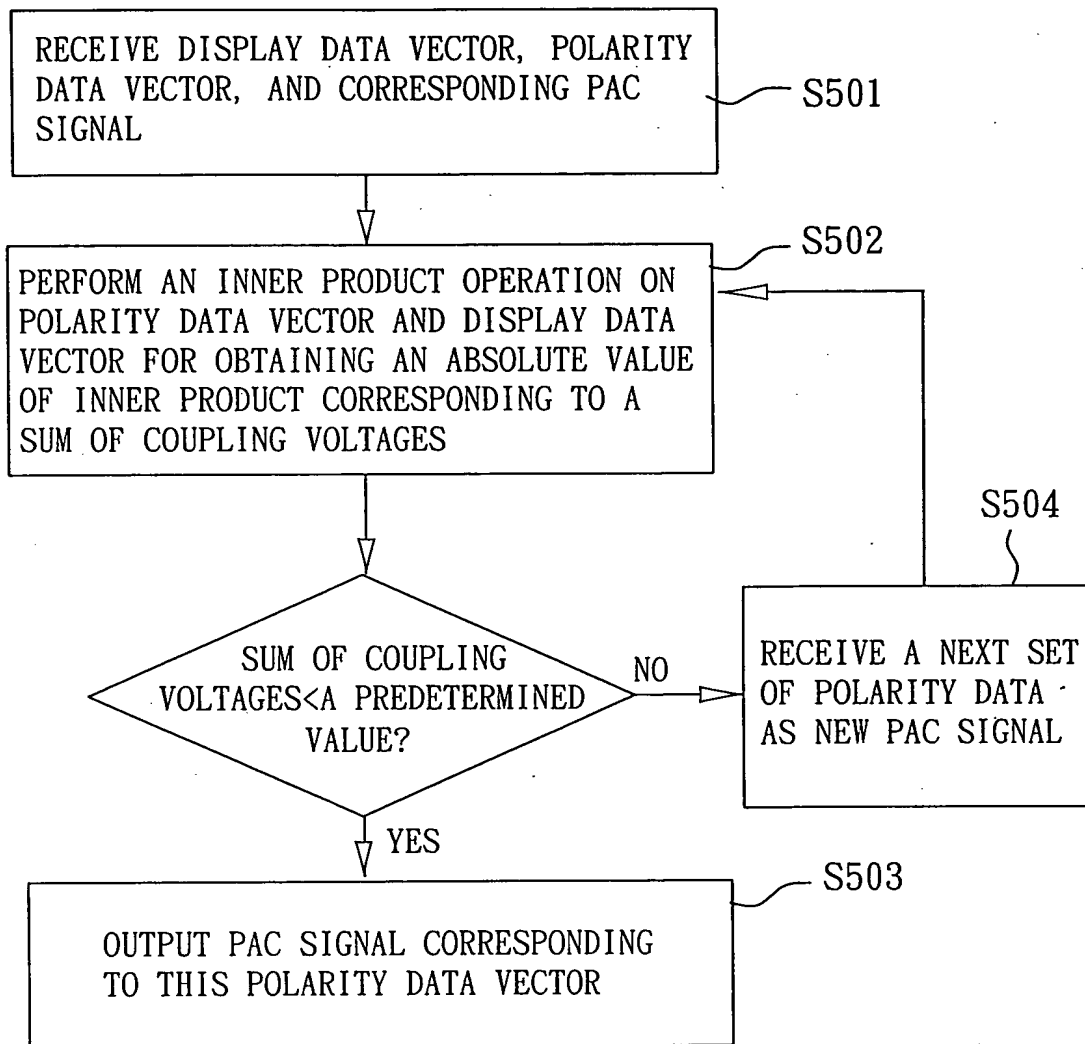 RECEIVE DISPLAY DATA VECTOR, POLARITY
DATA VECTOR, AND CORRESPONDING PAC
SIGNAL
S501
S502
PERFORM AN INNER PRODUCT OPERATION ON
POLARITY DATA VECTOR AND DISPLAY DATA
VECTOR FOR OBTAINING AN ABSOLUTE VALUE
OF INNER PRODUCT CORRESPONDING TO A
SUM OF COUPLING VOLTAGES
S504
SUM OF COUPLING
VOLTAGES<A PREDETERMINED
VALUE?
NO
RECEIVE A NEXT SET
OF POLARITY DATA
AS NEW PAC SIGNAL
YES
S503
OUTPUT PAC SIGNAL CORRESPONDING
TO THIS POLARITY DATA VECTOR